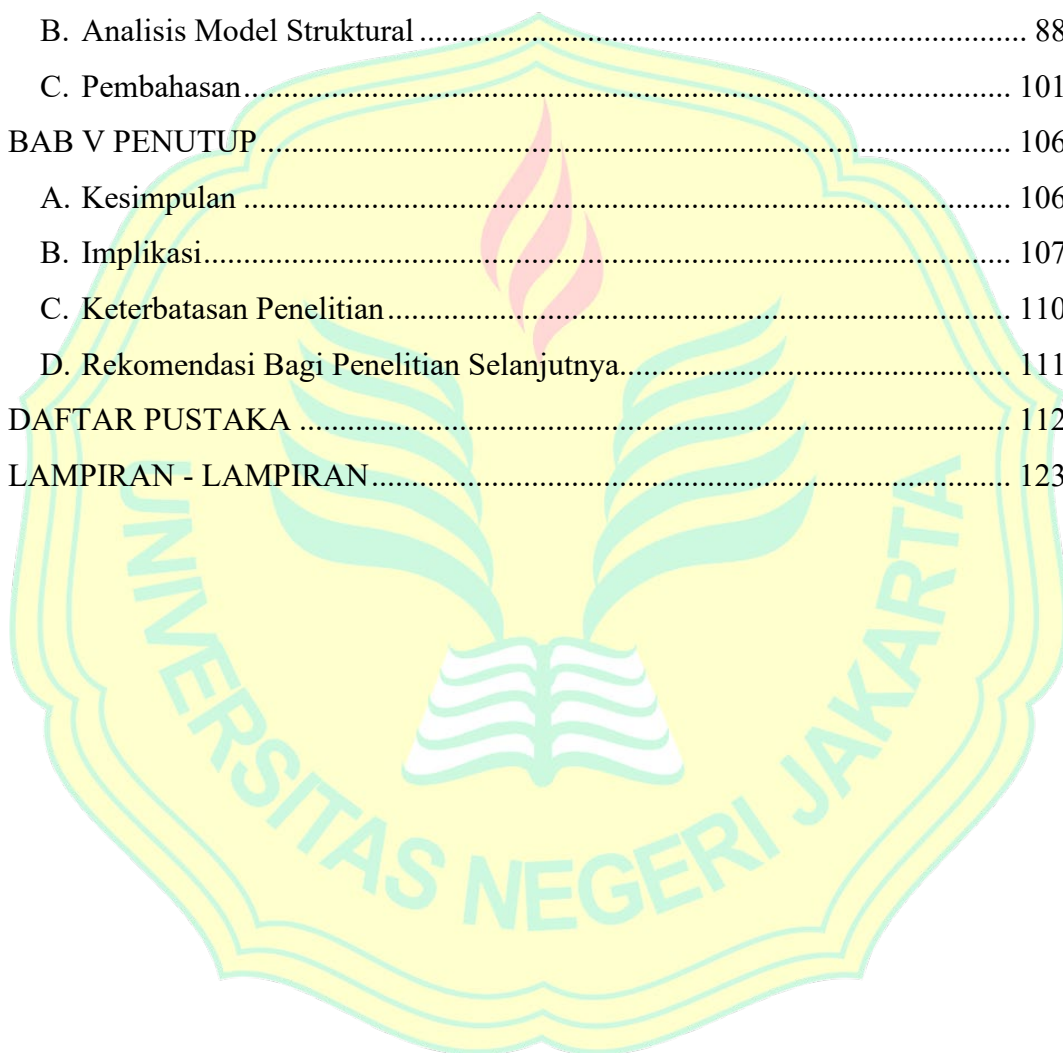 B. Analisis Model Struktural ........................................................................... 88
C. Pembahasan............................................................................................... 101
BAB V PENUTUP.............................................................................................. 106
A. Kesimpulan ............................................................................................... 106
B. Implikasi.................................................................................................... 107
C. Keterbatasan Penelitian............................................................................. 110
D. Rekomendasi Bagi Penelitian Selanjutnya................................................ 111
DAFTAR PUSTAKA ......................................................................................... 112
LAMPIRAN - LAMPIRAN................................................................................ 123
UNIVERSITAS NEGERI JAKARTA